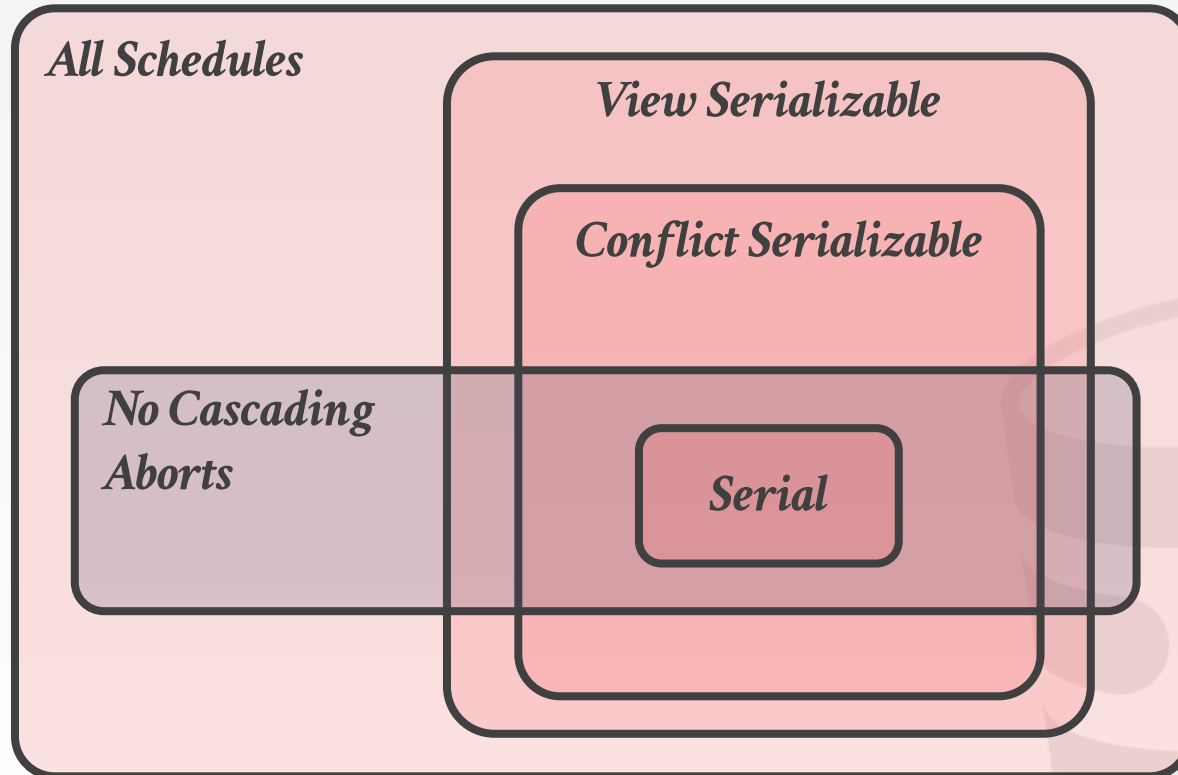 All Schedules
View Serializable
Conflict Serializable
No Cascading
Aborts
Serial